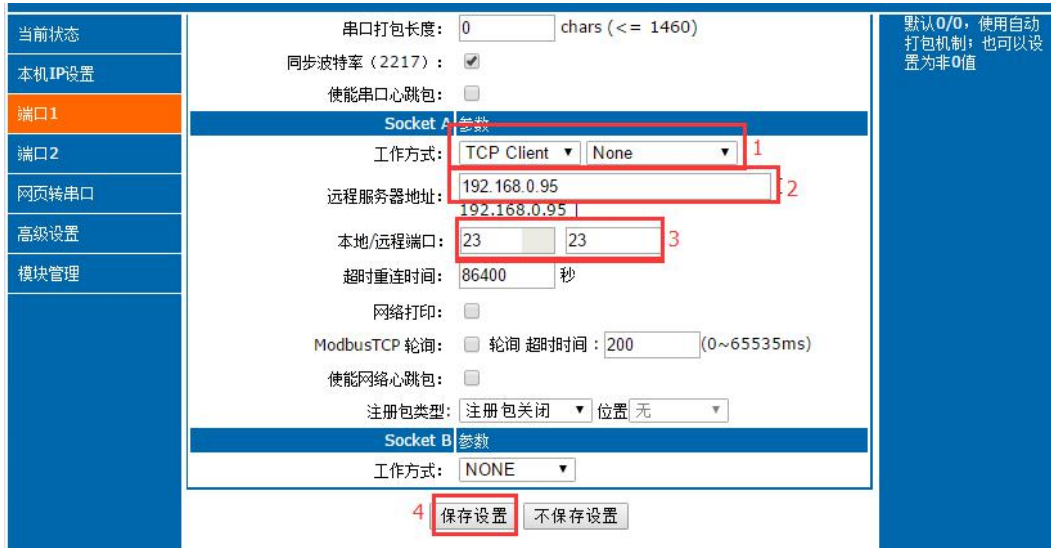 当前状态
本机IP设置
端口1
端口2
网页转串口
高级设置
模块管理
串口打包长度: 0 chars (<= 1460)
同步波特率（2217）:
使能串口心跳包:
Socket A 参数
工作方式: TCP Client None 1
远程服务器地址: 192.168.0.95 2
192.168.0.95
本地/远程端口: 23 23 3
超时重连时间: 86400 秒
网络打印:
ModbusTCP 轮询: 轮询 超时时间 : 200 (0~65535ms)
使能网络心跳包:
注册包类型: 注册包关闭 位置 无
Socket B 参数
工作方式: NONE
4 保存设置 不保存设置
默认0/0，使用自动
打包机制；也可以设
置为非0值